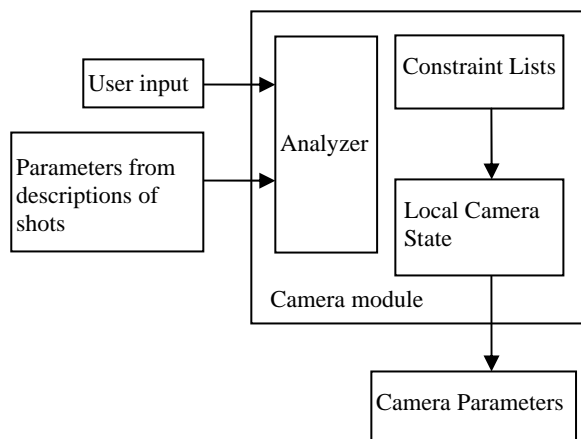 User input
Parameters from
descriptions of
shots
Analyzer
Constraint Lists
Local Camera
State
Camera module
Camera Parameters